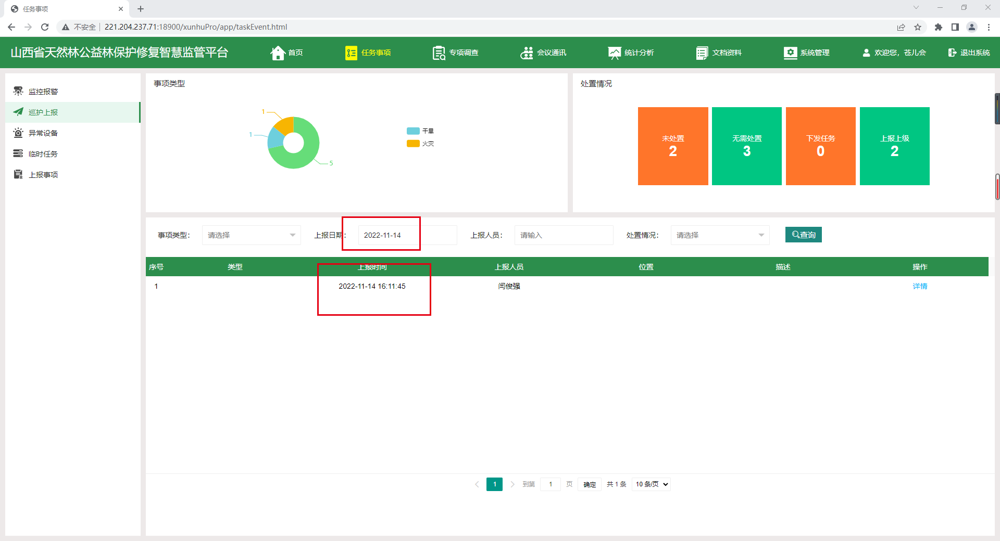 任务事项
不安全 221.204.237.71:18900/xunhuPro/app/taskEvent.html
山西省天然林公益林保护修复智慧监管平台 首页 任务事项 专项调查 会议通讯 统计分析 文档资料 系统管理 欢迎您，苍儿会 退出系统
监控报警
巡护上报
异常设备
临时任务
上报事项
事项类型
1
1
5
干旱
火灾
处置情况
未处置 无需处置 下发任务 上报上级
2 3 0 2
事项类型： 请选择 上报日期： 2022-11-14 上报人员： 请输入 处置情况： 请选择 查询
序号 类型 上报时间 上报人员 位置 描述 操作
1 2022-11-14 16:11:45 闫俊强 详情
1 到第 1 页 确定 共 1 条 10 条/页